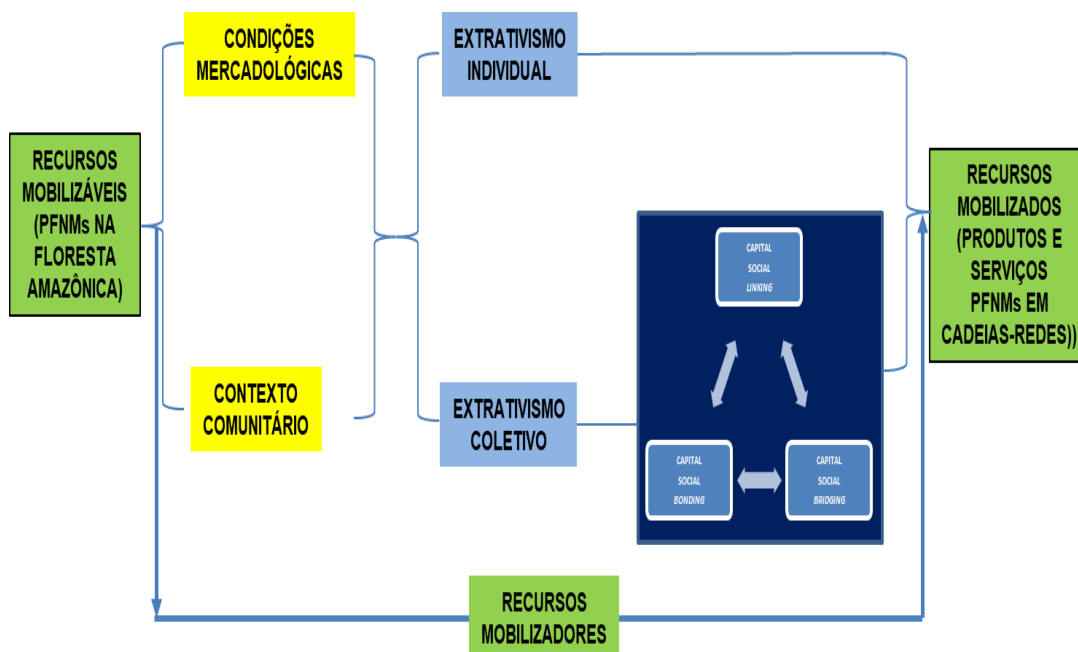 RECURSOS
MOBILIZÁVEIS
(PFNMs NA
FLORESTA
AMAZÔNICA)
CONDIÇÕES
MERCADOLÓGICAS
CONTEXTO
COMUNITÁRIO
EXTRATIVISMO
INDIVIDUAL
EXTRATIVISMO
COLETIVO
CAPITAL
SOCIAL
LINKING
CAPITAL
SOCIAL
BONDING
CAPITAL
SOCIAL
BRIDGING
RECURSOS
MOBILIZADOS
(PRODUTOS E
SERVIÇOS
PFNMs EM
CADEIAS-REDES))
RECURSOS
MOBILIZADORES